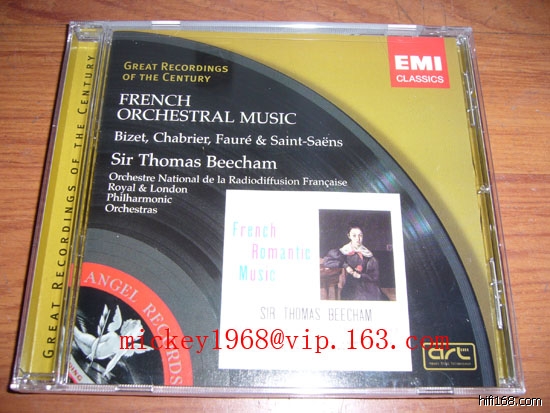 GREAT RECORDINGS
OF THE CENTURY
EMI
CLASSICS
FRENCH
ORCHESTRAL MUSIC
Bizet, Chabrier, Fauré & Saint-Saëns
Sir Thomas Beecham
Orchestre National de la Radiodiffusion Française
Royal & London
Philharmonic
Orchestras
French
Romantic
Music
SIR THOMAS BEECHAM
GREAT RECORDINGS OF THE CENTURY
ANGEL RECORDS
mickey1968@vip.163.com
art
hifi168.com